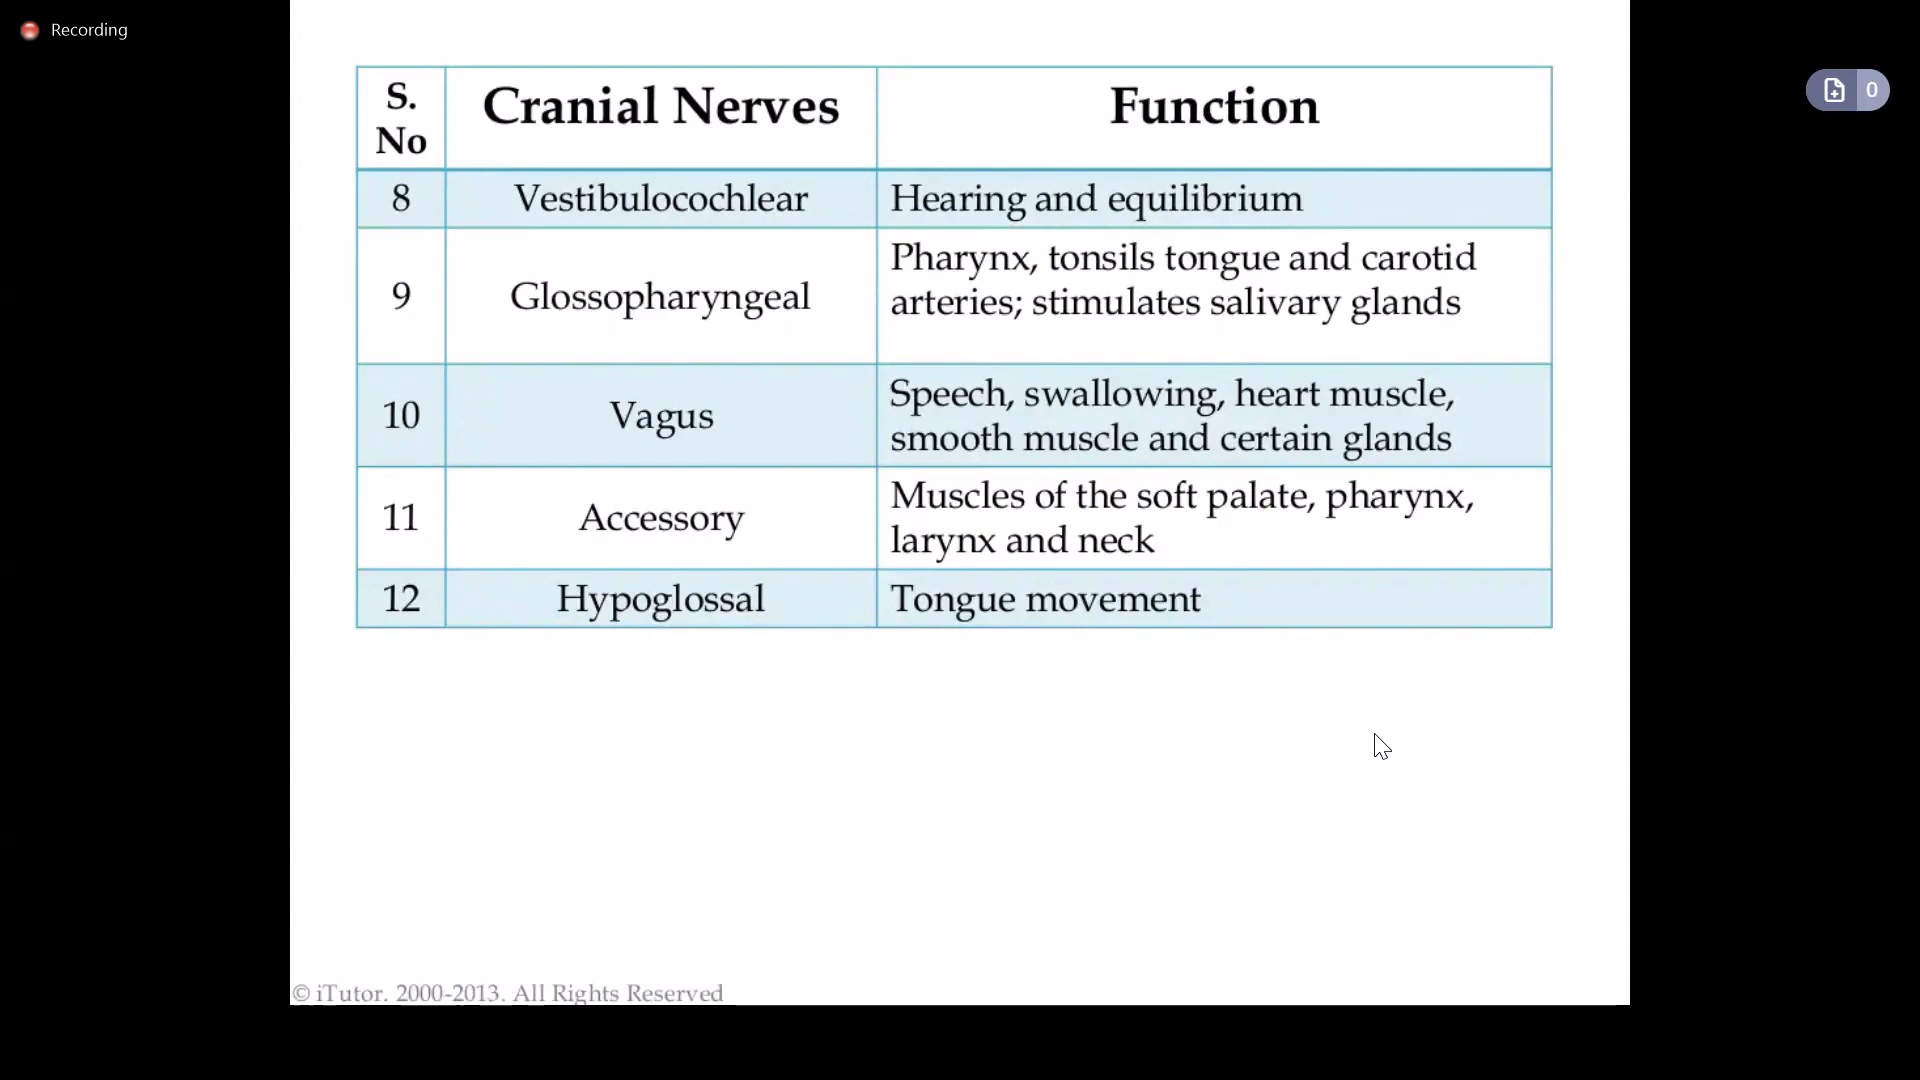 Recording
0
S.
No
Cranial Nerves
Function
8
Vestibulocochlear
Hearing and equilibrium
9
Glossopharyngeal
Pharynx, tonsils tongue and carotid
arteries; stimulates salivary glands
10
Vagus
Speech, swallowing, heart muscle,
smooth muscle and certain glands
11
Accessory
Muscles of the soft palate, pharynx,
larynx and neck
12
Hypoglossal
Tongue movement
© iTutor. 2000-2013. All Rights Reserved